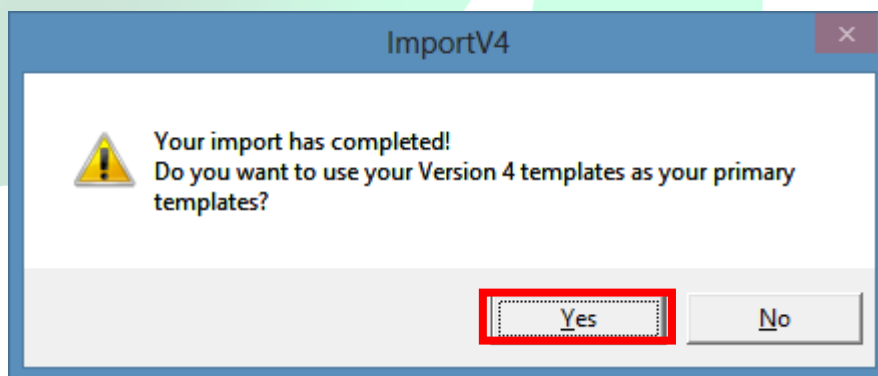 ImportV4
Your import has completed!
Do you want to use your Version 4 templates as your primary
templates?
Yes No